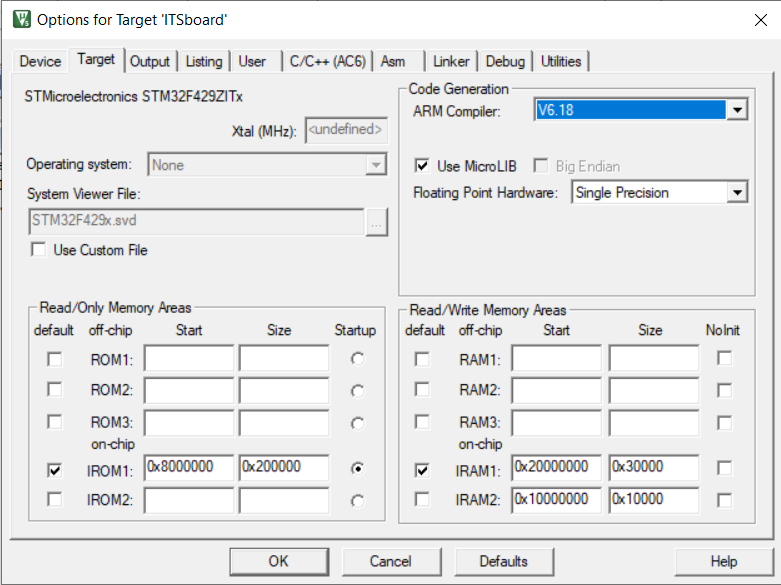 Options for Target 'ITSboard'
Device Target Output Listing User C/C++ (AC6) Asm Linker Debug Utilities
STMicroelectronics STM32F429ZITx
Xtal (MHz): <undefined>
Operating system: None
System Viewer File:
STM32F429x.svd ...
Use Custom File
Code Generation
ARM Compiler: V6.18
Use MicroLIB Big Endian
Floating Point Hardware: Single Precision
Read/Only Memory Areas
default off-chip Start Size Startup
ROM1:
ROM2:
ROM3:
on-chip
IROM1: 0x8000000 0x200000
IROM2:
Read/Write Memory Areas
default off-chip Start Size NoInit
RAM1:
RAM2:
RAM3:
on-chip
IRAM1: 0x20000000 0x30000
IRAM2: 0x10000000 0x10000
OK Cancel Defaults Help